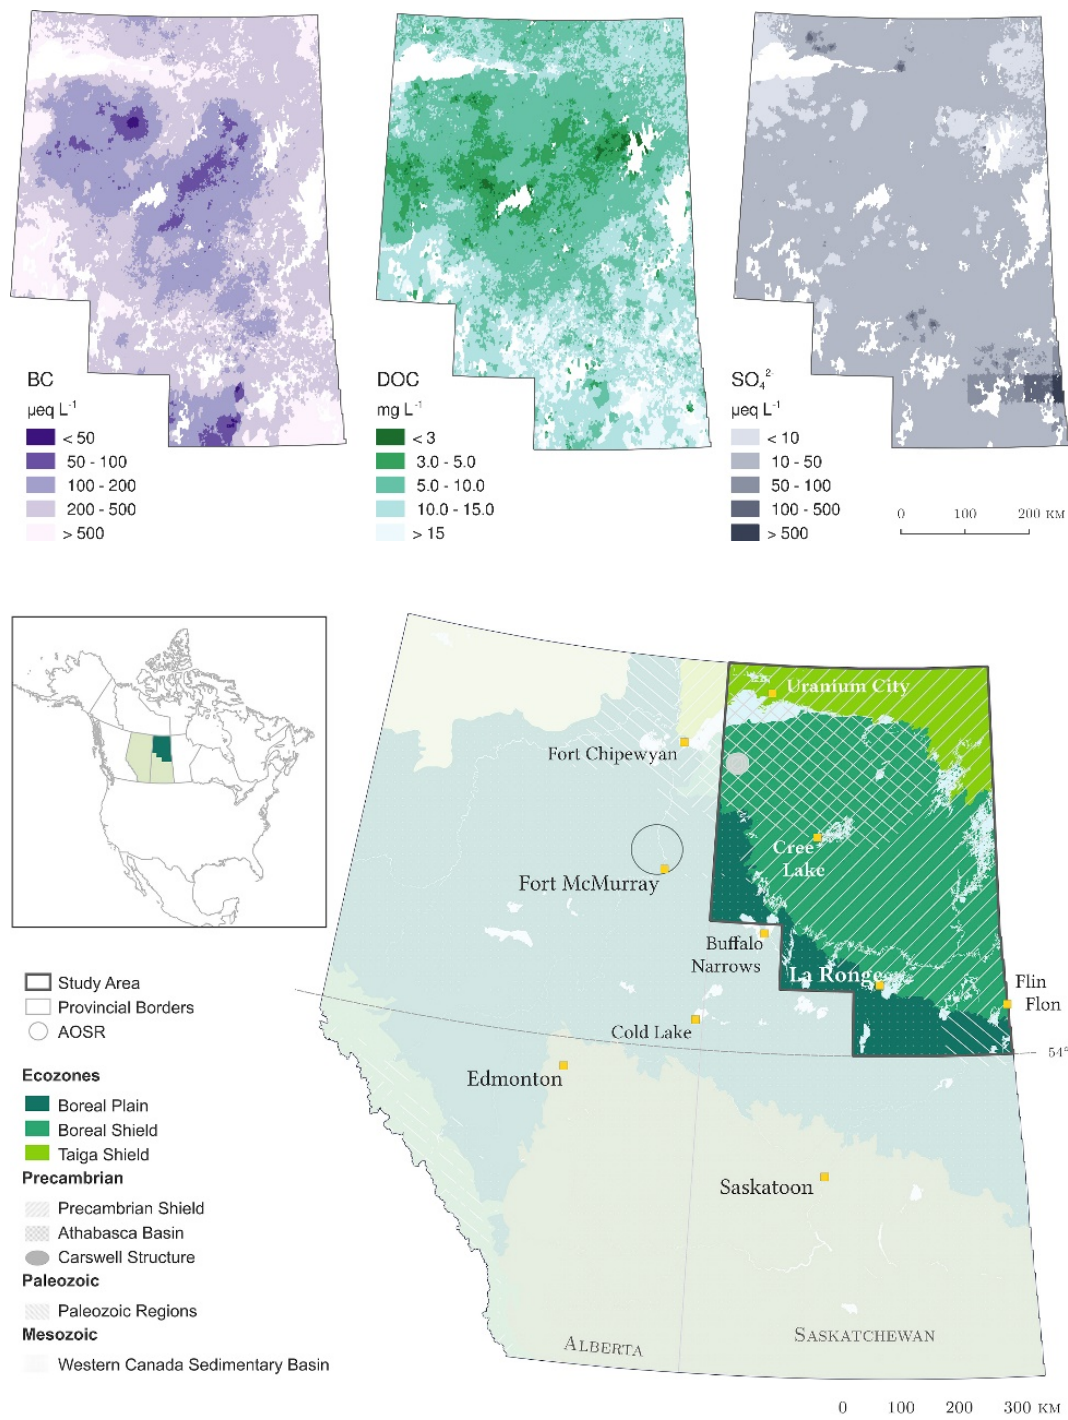 BC
µeq L⁻¹
< 50
50 - 100
100 - 200
200 - 500
> 500
DOC
mg L⁻¹
< 3
3.0 - 5.0
5.0 - 10.0
10.0 - 15.0
> 15
SO₄²⁻
µeq L⁻¹
< 10
10 - 50
50 - 100
100 - 500
> 500
0 100 200 KM
Uranium City
Fort Chipewyan
Cree
Lake
Fort McMurray
Buffalo
Narrows
La Ronge
Flin
Flon
Cold Lake
54°
Edmonton
Saskatoon
ALBERTA
SASKATCHEWAN
0 100 200 300 KM
Study Area
Provincial Borders
AOSR
Ecozones
Boreal Plain
Boreal Shield
Taiga Shield
Precambrian
Precambrian Shield
Athabasca Basin
Carswell Structure
Paleozoic
Paleozoic Regions
Mesozoic
Western Canada Sedimentary Basin